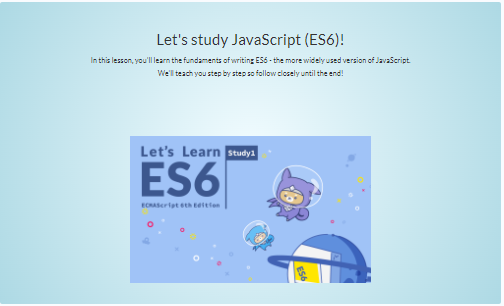 Let's study JavaScript (ES6)!
In this lesson, you'll learn the fundaments of writing ES6 - the more widely used version of JavaScript.
We'll teach you step by step so follow closely until the end!
Let's Learn Study1
ES6
ECMAScript 6th Edition
ES6